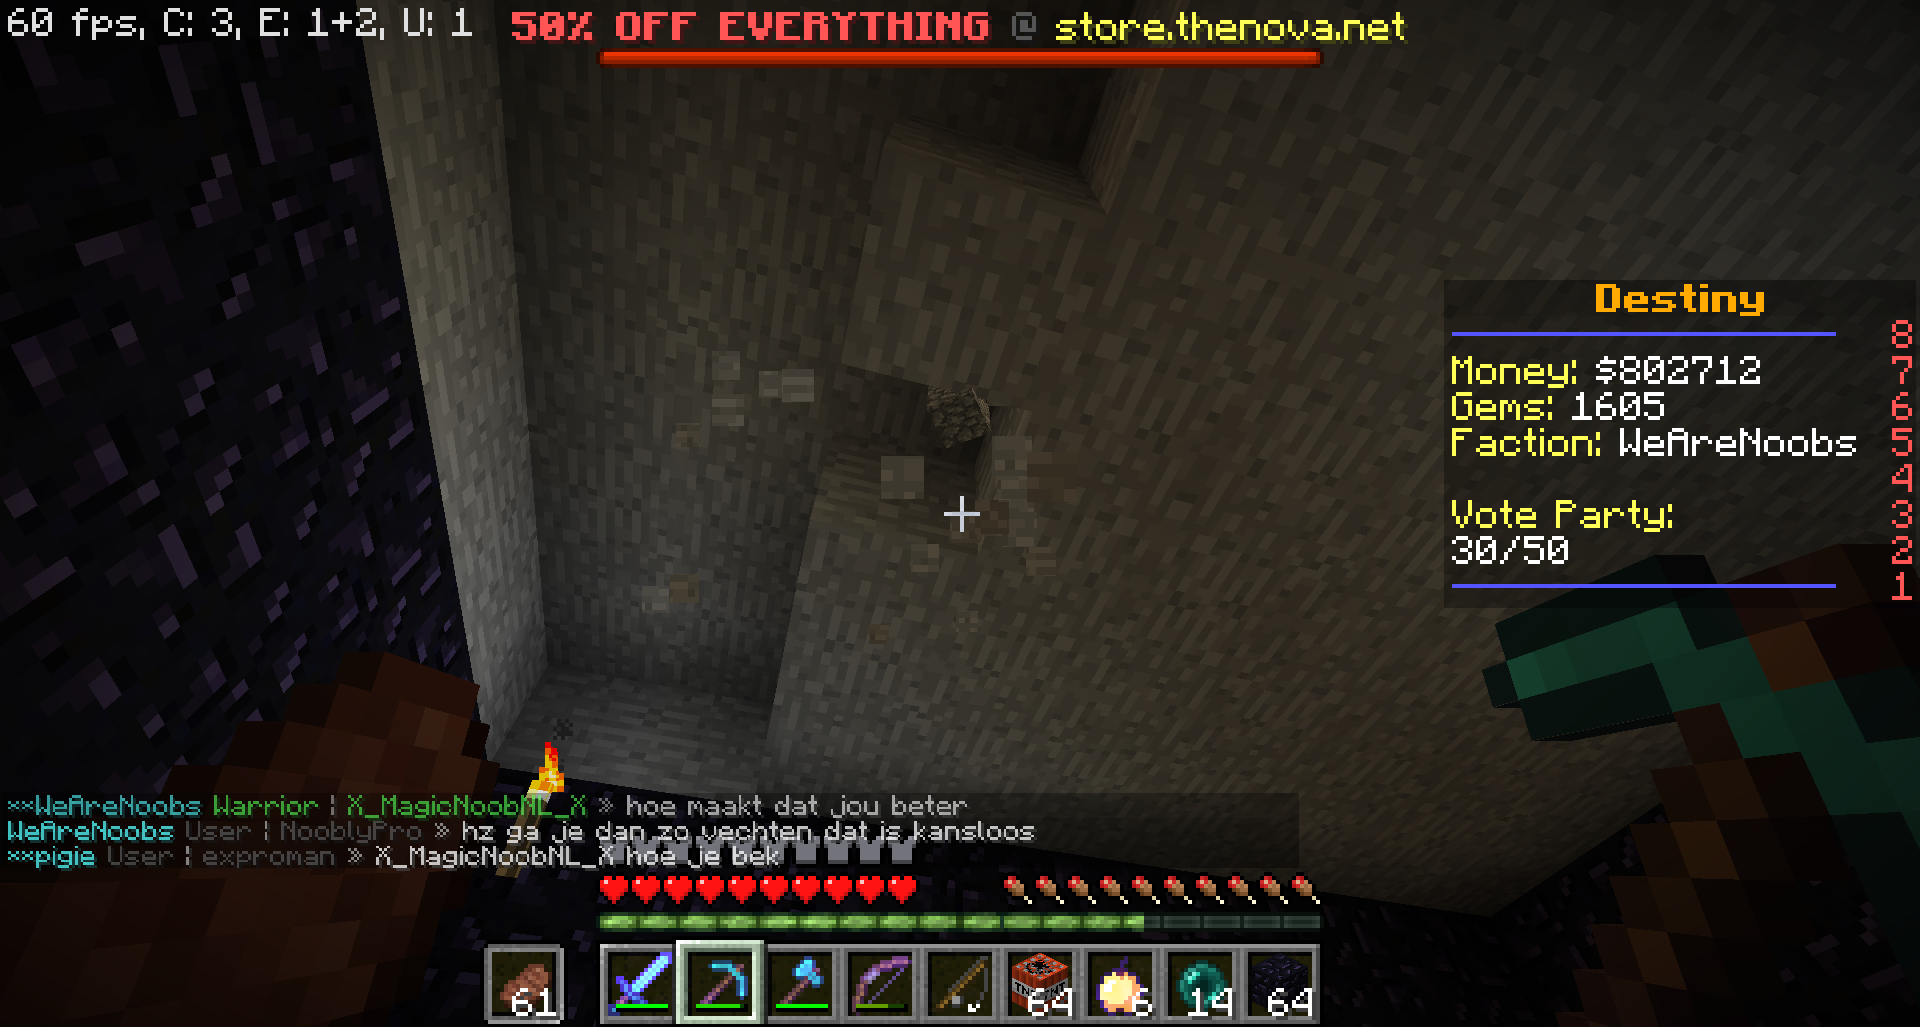 60 fps, C: 3, E: 1+2, U: 1
50% OFF EVERYTHING @ store.thenova.net
Destiny
8
Money: $802712 7
Gems: 1605 6
Faction: WeAreNoobs 5
4
Vote Party: 3
30/50 2
1
**WeAreNoobs Warrior ¦ X_MagicNoobNL_X » hoe maakt dat jou beter
WeAreNoobs User ¦ NooblyPro » hz ga je dan zo vechten dat is kansloos
**pigie User ¦ exproman » X_MagicNoobNL_X hoe je bek
61 64 6 14 64